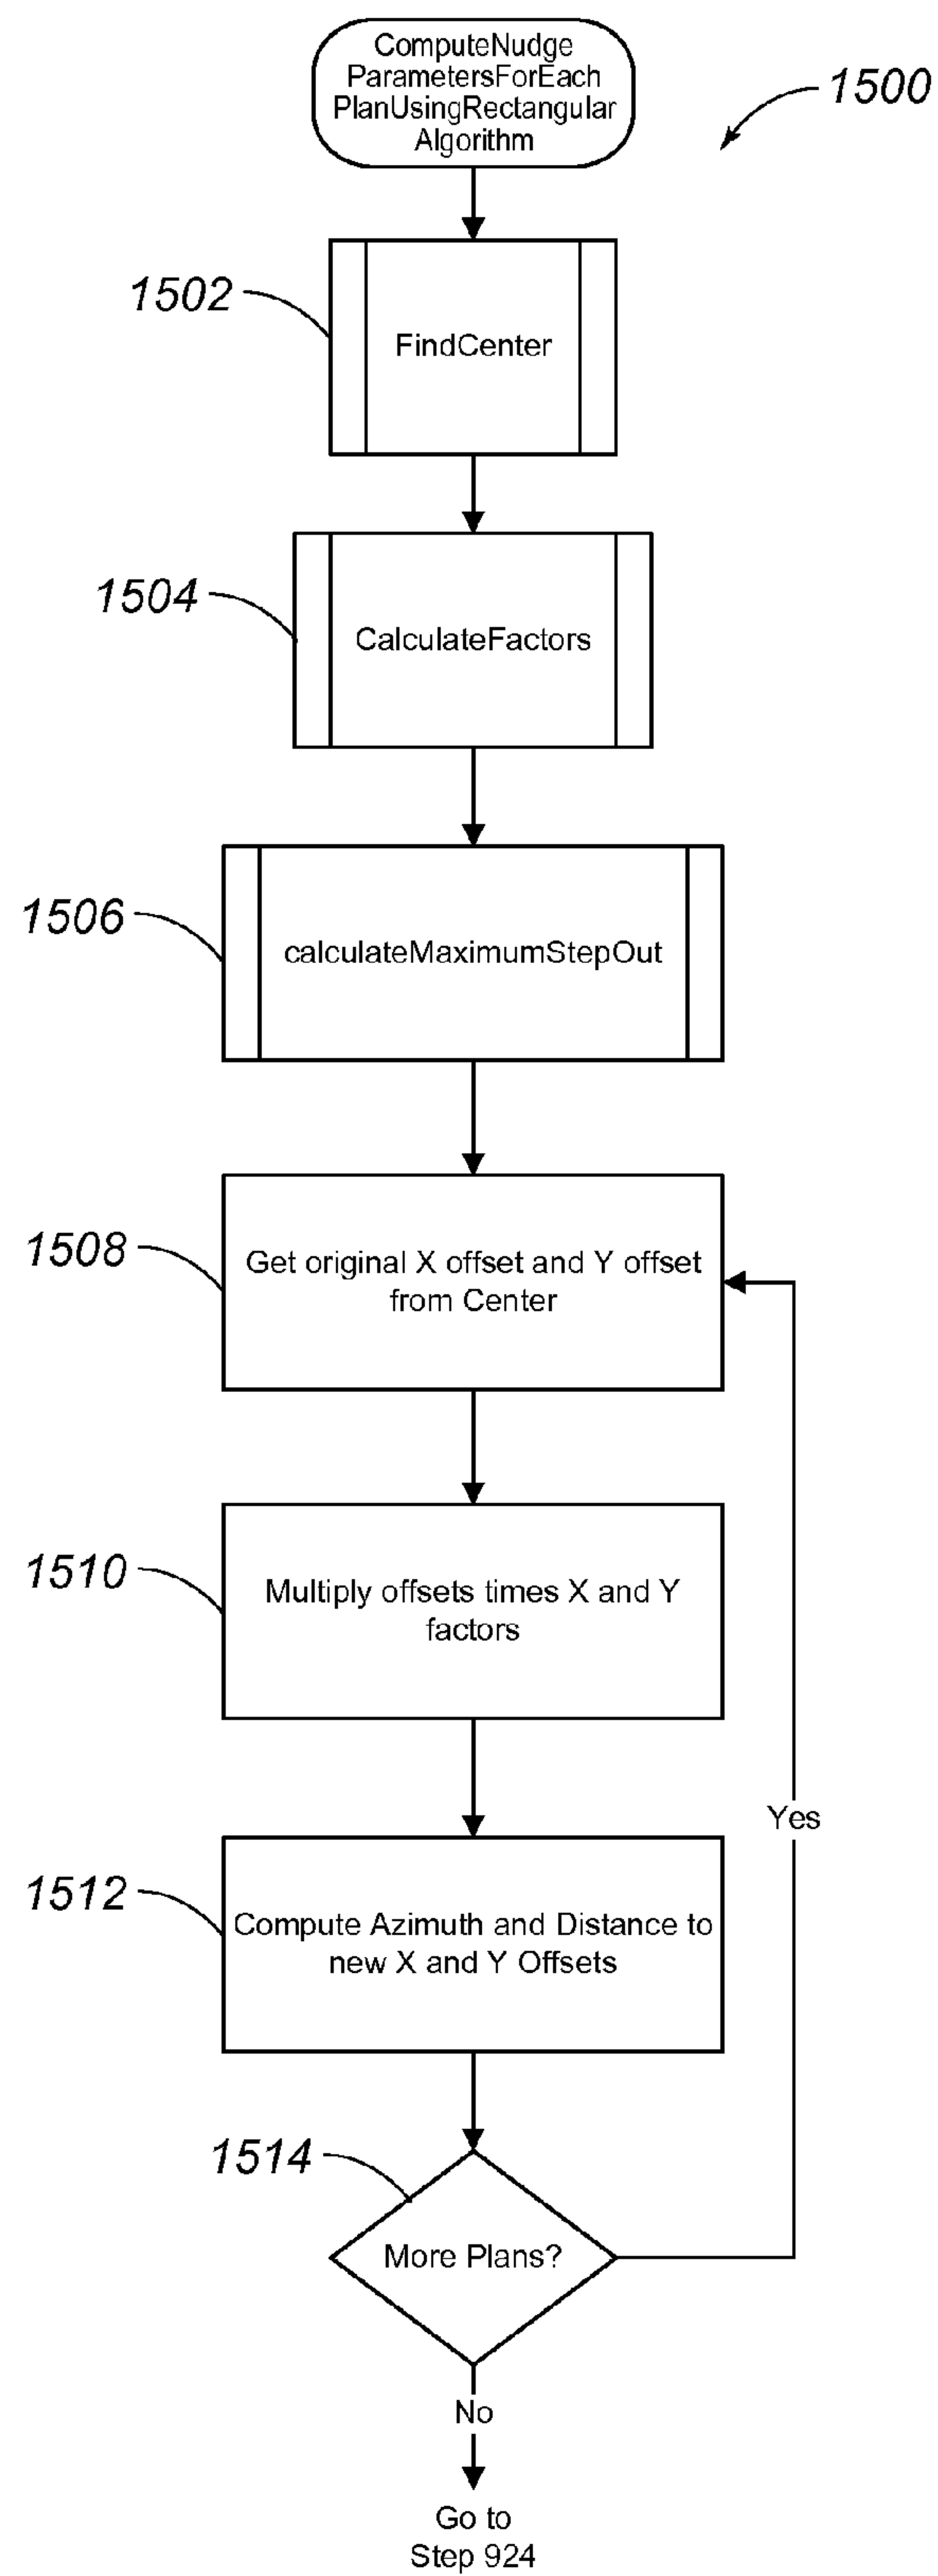 ComputeNudge
ParametersForEach
PlanUsingRectangular
Algorithm
1500
1502
FindCenter
1504
CalculateFactors
1506
calculateMaximumStepOut
1508
Get original X offset and Y offset
from Center
1510
Multiply offsets times X and Y
factors
Yes
1512
Compute Azimuth and Distance to
new X and Y Offsets
1514
More Plans?
No
Go to
Step 924